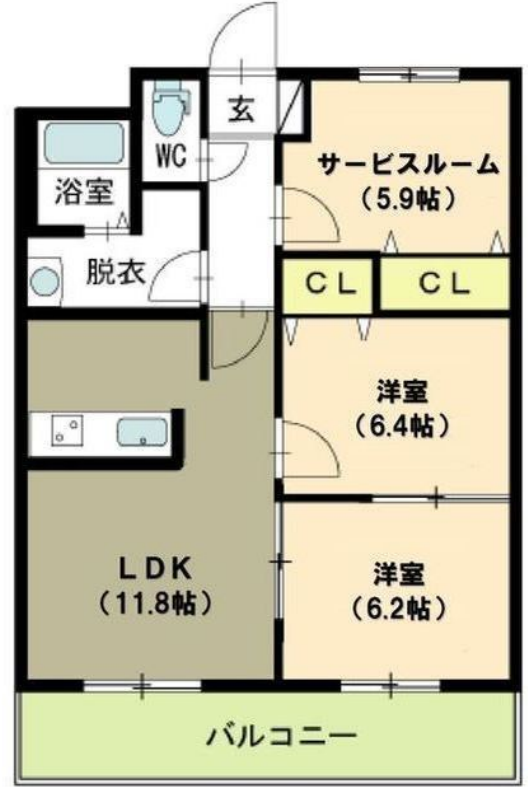 玄
WC
サービスルーム
（5.9帖）
浴室
脱衣
CL
CL
洋室
（6.4帖）
LDK
（11.8帖）
洋室
（6.2帖）
バルコニー